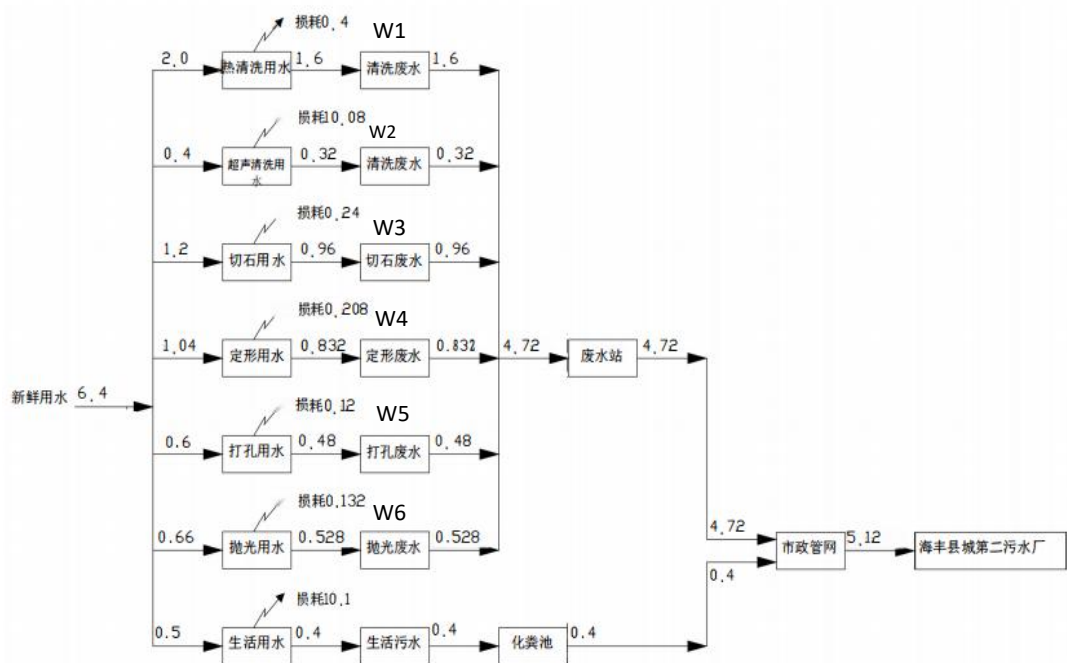 损耗0.4
W1
2.0
热清洗用水
1.6
清洗废水
1.6
损耗10.08
W2
0.4
超声清洗用水
0.32
清洗废水
0.32
损耗0.24
W3
1.2
切石用水
0.96
切石废水
0.96
损耗0.208
W4
1.04
定形用水
0.832
定形废水
0.832
4.72
废水站
4.72
新鲜用水
6.4
损耗0.12
W5
0.6
打孔用水
0.48
打孔废水
0.48
损耗0.132
W6
0.66
抛光用水
0.528
抛光废水
0.528
4.72
市政管网
5.12
海丰县城第二污水厂
0.4
损耗10.1
0.5
生活用水
0.4
生活污水
0.4
化粪池
0.4